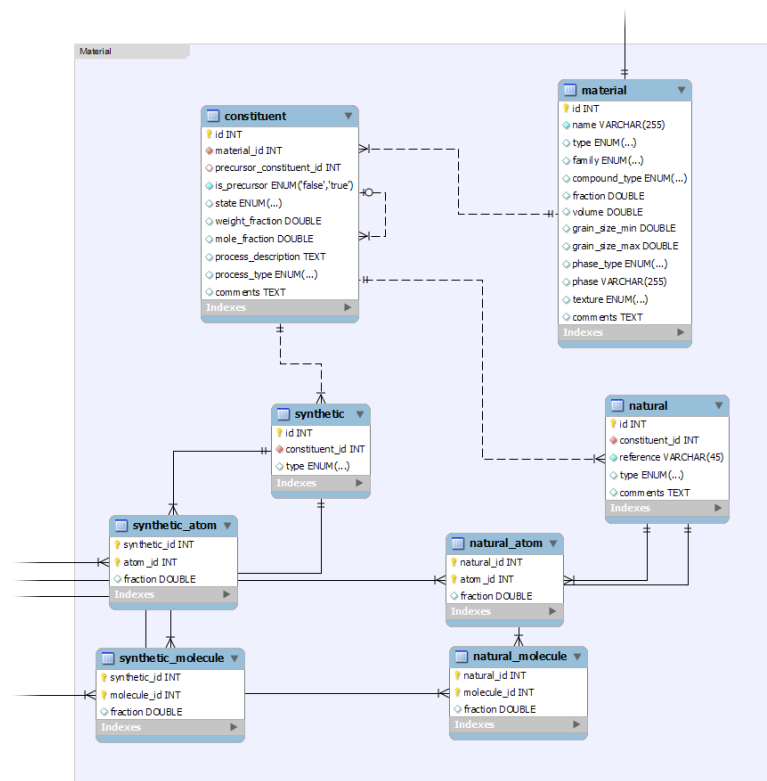 Material
constituent
id INT
material_id INT
precursor_constituent_id INT
is_precursor ENUM('false','true')
state ENUM(...)
weight_fraction DOUBLE
mole_fraction DOUBLE
process_description TEXT
process_type ENUM(...)
comments TEXT
Indexes
material
id INT
name VARCHAR(255)
type ENUM(...)
family ENUM(...)
compound_type ENUM(...)
fraction DOUBLE
volume DOUBLE
grain_size_min DOUBLE
grain_size_max DOUBLE
phase_type ENUM(...)
phase VARCHAR(255)
texture ENUM(...)
comments TEXT
Indexes
synthetic
id INT
constituent_id INT
type ENUM(...)
Indexes
natural
id INT
constituent_id INT
reference VARCHAR(45)
type ENUM(...)
comments TEXT
Indexes
synthetic_atom
synthetic_id INT
atom_id INT
fraction DOUBLE
Indexes
natural_atom
natural_id INT
atom_id INT
fraction DOUBLE
Indexes
synthetic_molecule
synthetic_id INT
molecule_id INT
fraction DOUBLE
Indexes
natural_molecule
natural_id INT
molecule_id INT
fraction DOUBLE
Indexes